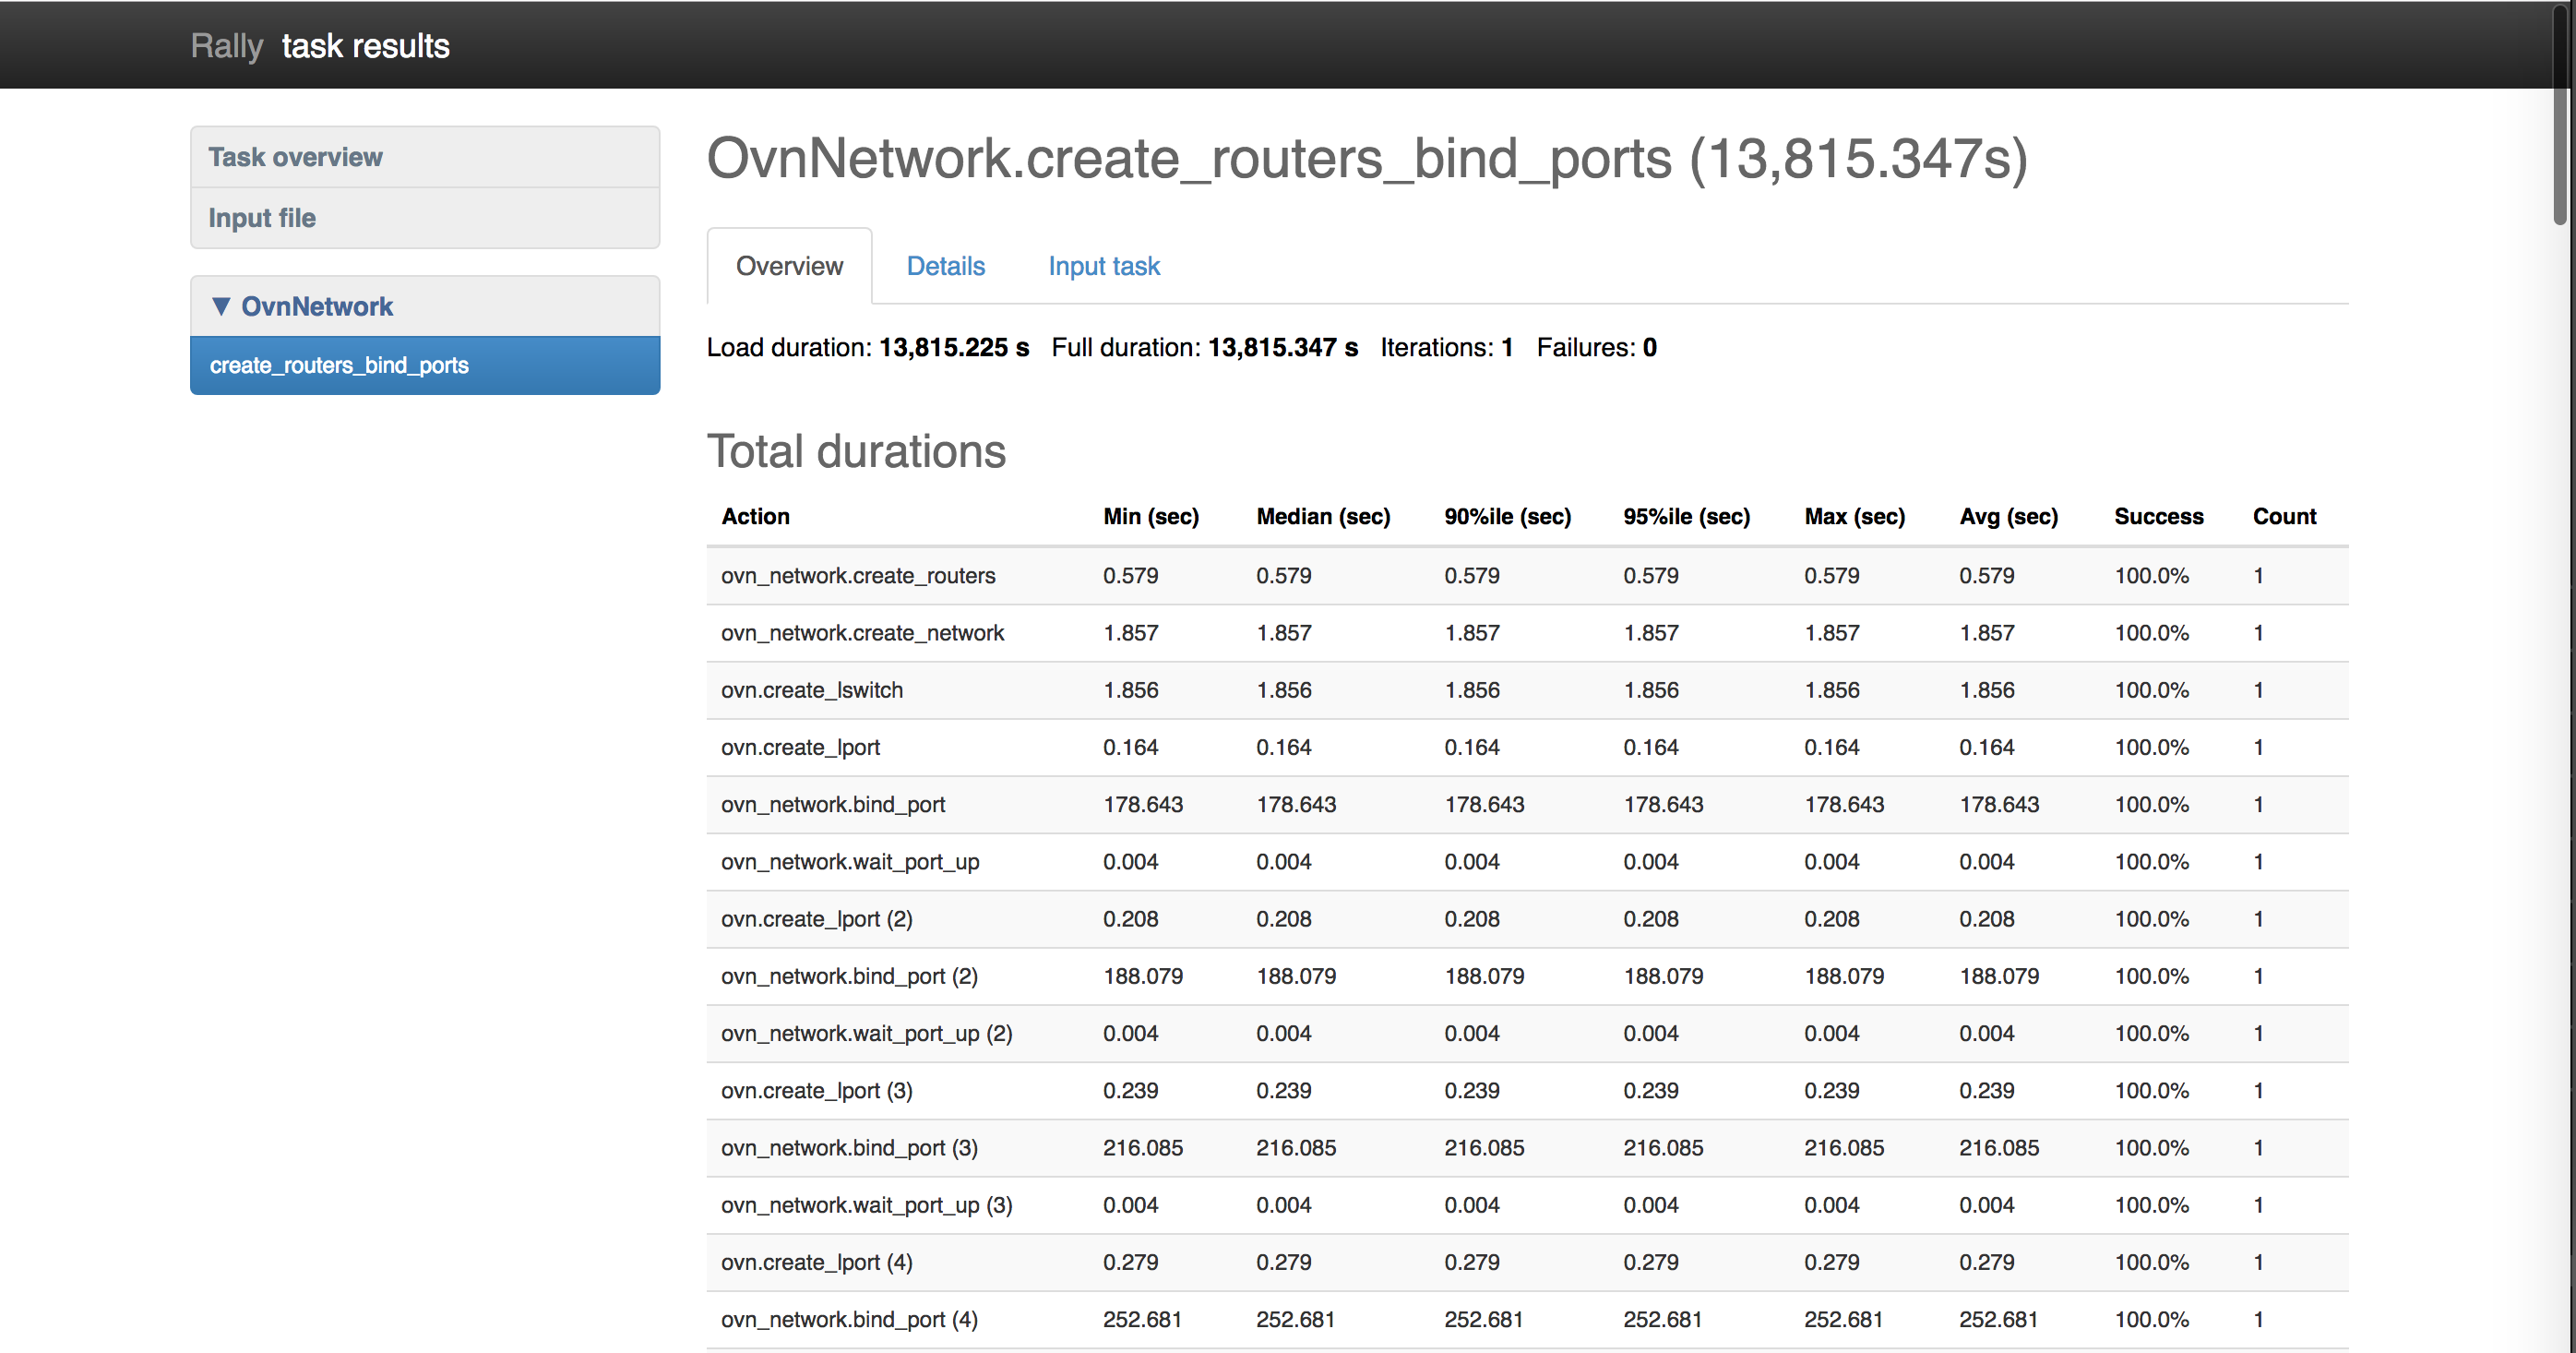 Rally task results
Task overview
Input file
▼ OvnNetwork
create_routers_bind_ports
OvnNetwork.create_routers_bind_ports (13,815.347s)
Overview Details Input task
Load duration: 13,815.225 s Full duration: 13,815.347 s Iterations: 1 Failures: 0
Total durations
Action Min (sec) Median (sec) 90%ile (sec) 95%ile (sec) Max (sec) Avg (sec) Success Count
ovn_network.create_routers 0.579 0.579 0.579 0.579 0.579 0.579 100.0% 1
ovn_network.create_network 1.857 1.857 1.857 1.857 1.857 1.857 100.0% 1
ovn.create_lswitch 1.856 1.856 1.856 1.856 1.856 1.856 100.0% 1
ovn.create_lport 0.164 0.164 0.164 0.164 0.164 0.164 100.0% 1
ovn_network.bind_port 178.643 178.643 178.643 178.643 178.643 178.643 100.0% 1
ovn_network.wait_port_up 0.004 0.004 0.004 0.004 0.004 0.004 100.0% 1
ovn.create_lport (2) 0.208 0.208 0.208 0.208 0.208 0.208 100.0% 1
ovn_network.bind_port (2) 188.079 188.079 188.079 188.079 188.079 188.079 100.0% 1
ovn_network.wait_port_up (2) 0.004 0.004 0.004 0.004 0.004 0.004 100.0% 1
ovn.create_lport (3) 0.239 0.239 0.239 0.239 0.239 0.239 100.0% 1
ovn_network.bind_port (3) 216.085 216.085 216.085 216.085 216.085 216.085 100.0% 1
ovn_network.wait_port_up (3) 0.004 0.004 0.004 0.004 0.004 0.004 100.0% 1
ovn.create_lport (4) 0.279 0.279 0.279 0.279 0.279 0.279 100.0% 1
ovn_network.bind_port (4) 252.681 252.681 252.681 252.681 252.681 252.681 100.0% 1